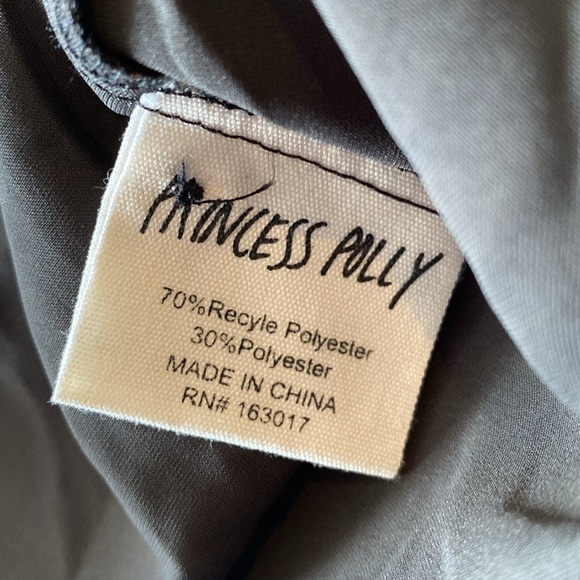 PRINCESS POLLY
70%Recyle Polyester
30%Polyester
MADE IN CHINA
RN# 163017